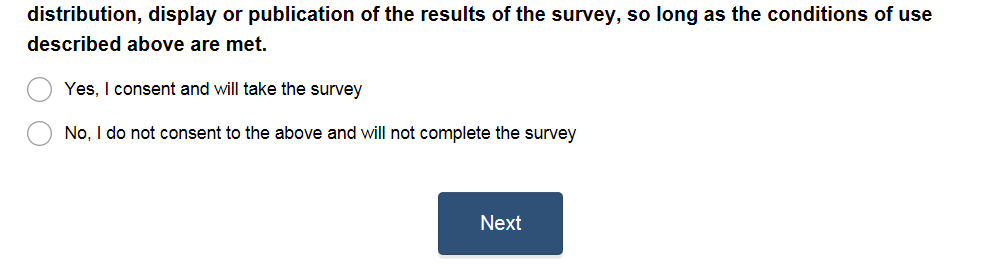 distribution, display or publication of the results of the survey, so long as the conditions of use
described above are met.
Yes, I consent and will take the survey
No, I do not consent to the above and will not complete the survey
Next